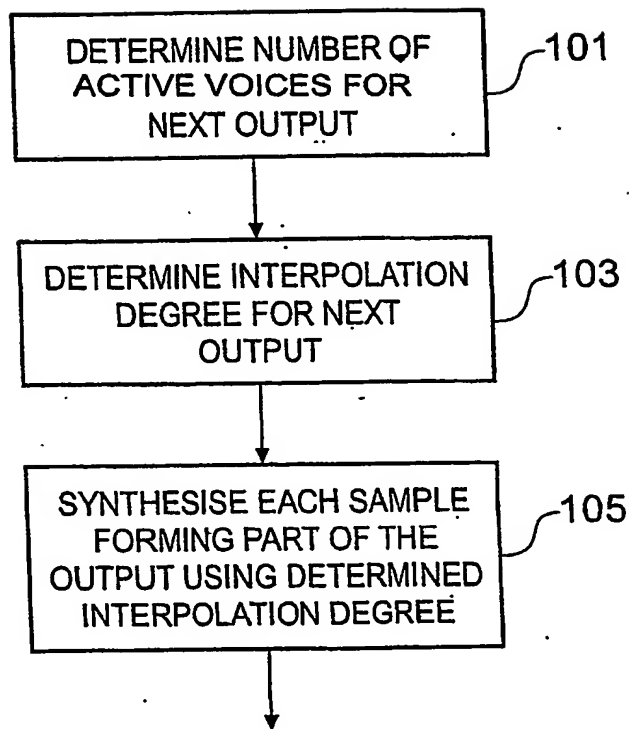 DETERMINE NUMBER OF
ACTIVE VOICES FOR
NEXT OUTPUT
101
DETERMINE INTERPOLATION
DEGREE FOR NEXT
OUTPUT
103
SYNTHESISE EACH SAMPLE
FORMING PART OF THE
OUTPUT USING DETERMINED
INTERPOLATION DEGREE
105